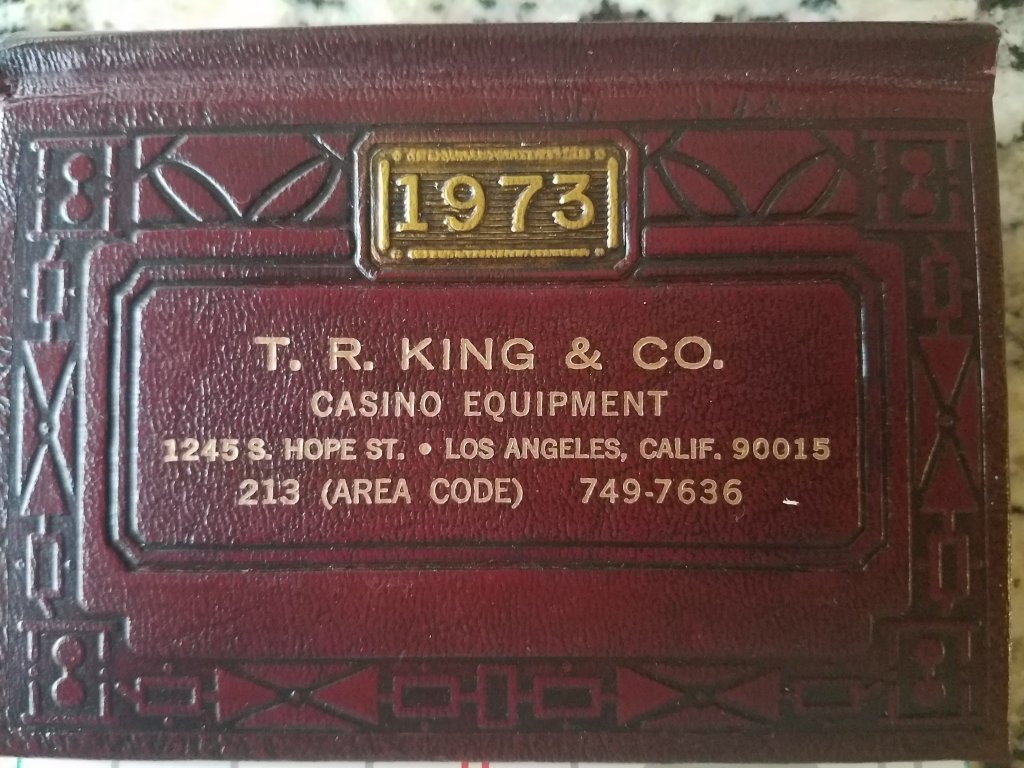 1973
T. R. KING & CO.
CASINO EQUIPMENT
1245 S. HOPE ST. • LOS ANGELES, CALIF. 90015
213 (AREA CODE) 749-7636